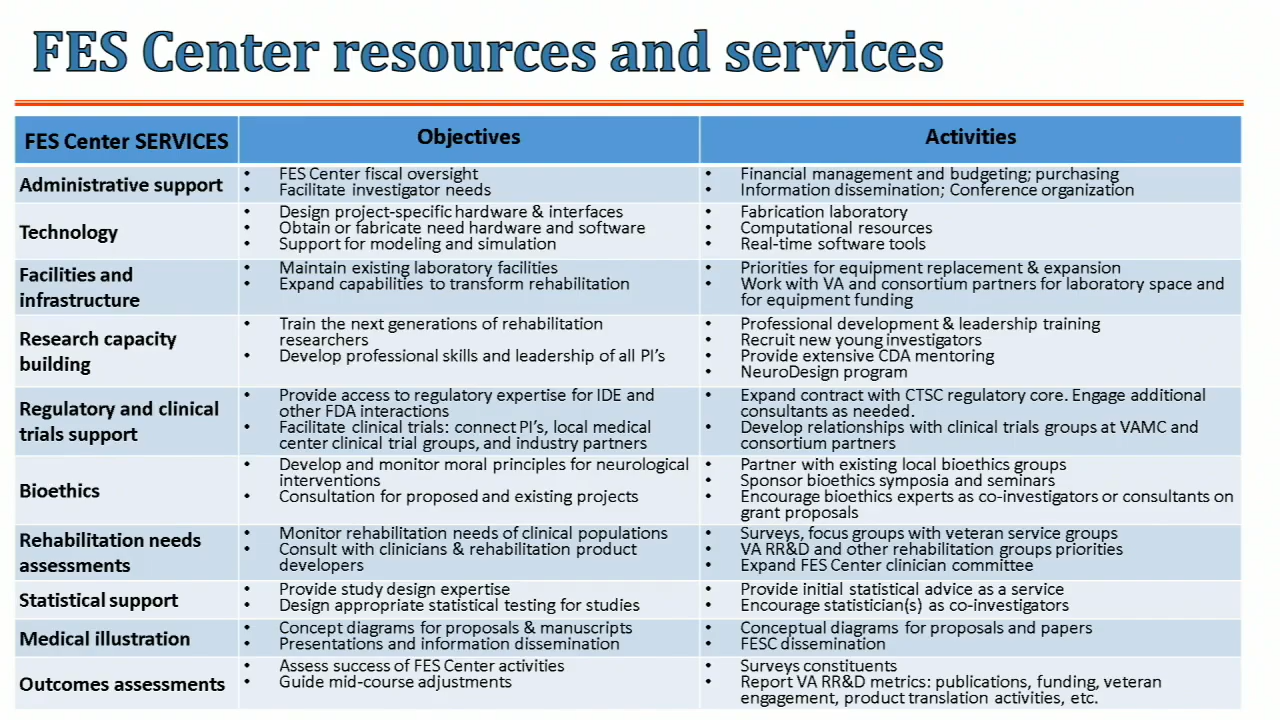 FES Center resources and services
FES Center SERVICES
Objectives
Activities
Administrative support
• FES Center fiscal oversight
• Facilitate investigator needs
• Financial management and budgeting; purchasing
• Information dissemination; Conference organization
Technology
• Design project-specific hardware & interfaces
• Obtain or fabricate need hardware and software
• Support for modeling and simulation
• Fabrication laboratory
• Computational resources
• Real-time software tools
Facilities and
infrastructure
• Maintain existing laboratory facilities
• Expand capabilities to transform rehabilitation
• Priorities for equipment replacement & expansion
• Work with VA and consortium partners for laboratory space and
for equipment funding
Research capacity
building
• Train the next generations of rehabilitation
researchers
• Develop professional skills and leadership of all PI's
• Professional development & leadership training
• Recruit new young investigators
• Provide extensive CDA mentoring
• NeuroDesign program
Regulatory and clinical
trials support
• Provide access to regulatory expertise for IDE and
other FDA interactions
• Facilitate clinical trials: connect PI's, local medical
center clinical trial groups, and industry partners
• Expand contract with CTSC regulatory core. Engage additional
consultants as needed.
• Develop relationships with clinical trials groups at VAMC and
consortium partners
Bioethics
• Develop and monitor moral principles for neurological
interventions
• Consultation for proposed and existing projects
• Partner with existing local bioethics groups
• Sponsor bioethics symposia and seminars
• Encourage bioethics experts as co-investigators or consultants on
grant proposals
Rehabilitation needs
assessments
• Monitor rehabilitation needs of clinical populations
• Consult with clinicians & rehabilitation product
developers
• Surveys, focus groups with veteran service groups
• VA RR&D and other rehabilitation groups priorities
• Expand FES Center clinician committee
Statistical support
• Provide study design expertise
• Design appropriate statistical testing for studies
• Provide initial statistical advice as a service
• Encourage statistician(s) as co-investigators
Medical illustration
• Concept diagrams for proposals & manuscripts
• Presentations and information dissemination
• Conceptual diagrams for proposals and papers
• FESC dissemination
Outcomes assessments
• Assess success of FES Center activities
• Guide mid-course adjustments
• Surveys constituents
• Report VA RR&D metrics: publications, funding, veteran
engagement, product translation activities, etc.